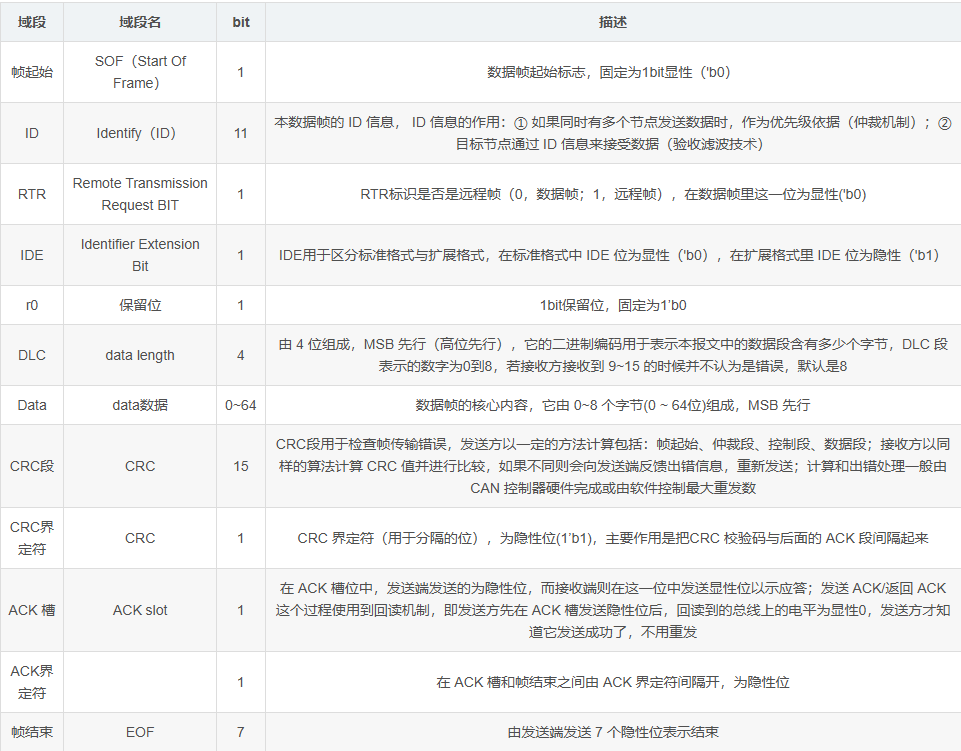 域段 域段名 bit 描述
帧起始 SOF（Start Of
Frame） 1 数据帧起始标志，固定为1bit显性（'b0）
ID Identify（ID） 11 本数据帧的 ID 信息， ID 信息的作用：① 如果同时有多个节点发送数据时，作为优先级依据（仲裁机制）；②
目标节点通过 ID 信息来接受数据（验收滤波技术）
RTR Remote Transmission
Request BIT 1 RTR标识是否是远程帧（0，数据帧；1，远程帧），在数据帧里这一位为显性('b0)
IDE Identifier Extension
Bit 1 IDE用于区分标准格式与扩展格式，在标准格式中 IDE 位为显性（'b0），在扩展格式里 IDE 位为隐性（'b1）
r0 保留位 1 1bit保留位，固定为1'b0
DLC data length 4 由 4 位组成，MSB 先行（高位先行），它的二进制编码用于表示本报文中的数据段含有多少个字节，DLC 段
表示的数字为0到8，若接收方接收到 9~15 的时候并不认为是错误，默认是8
Data data数据 0~64 数据帧的核心内容，它由 0~8 个字节(0 ~ 64位)组成，MSB 先行
CRC段 CRC 15 CRC段用于检查帧传输错误，发送方以一定的方法计算包括：帧起始、仲裁段、控制段、数据段；接收方以同
样的算法计算 CRC 值并进行比较，如果不同则会向发送端反馈出错信息，重新发送；计算和出错处理一般由
CAN 控制器硬件完成或由软件控制最大重发数
CRC界
定符 CRC 1 CRC 界定符（用于分隔的位），为隐性位(1'b1)，主要作用是把CRC 校验码与后面的 ACK 段间隔起来
ACK 槽 ACK slot 1 在 ACK 槽位中，发送端发送的为隐性位，而接收端则在这一位中发送显性位以示应答；发送 ACK/返回 ACK
这个过程使用到回读机制，即发送方先在 ACK 槽发送隐性位后，回读到的总线上的电平为显性0，发送方才知
道它发送成功了，不用重发
ACK界
定符 1 在 ACK 槽和帧结束之间由 ACK 界定符间隔开，为隐性位
帧结束 EOF 7 由发送端发送 7 个隐性位表示结束